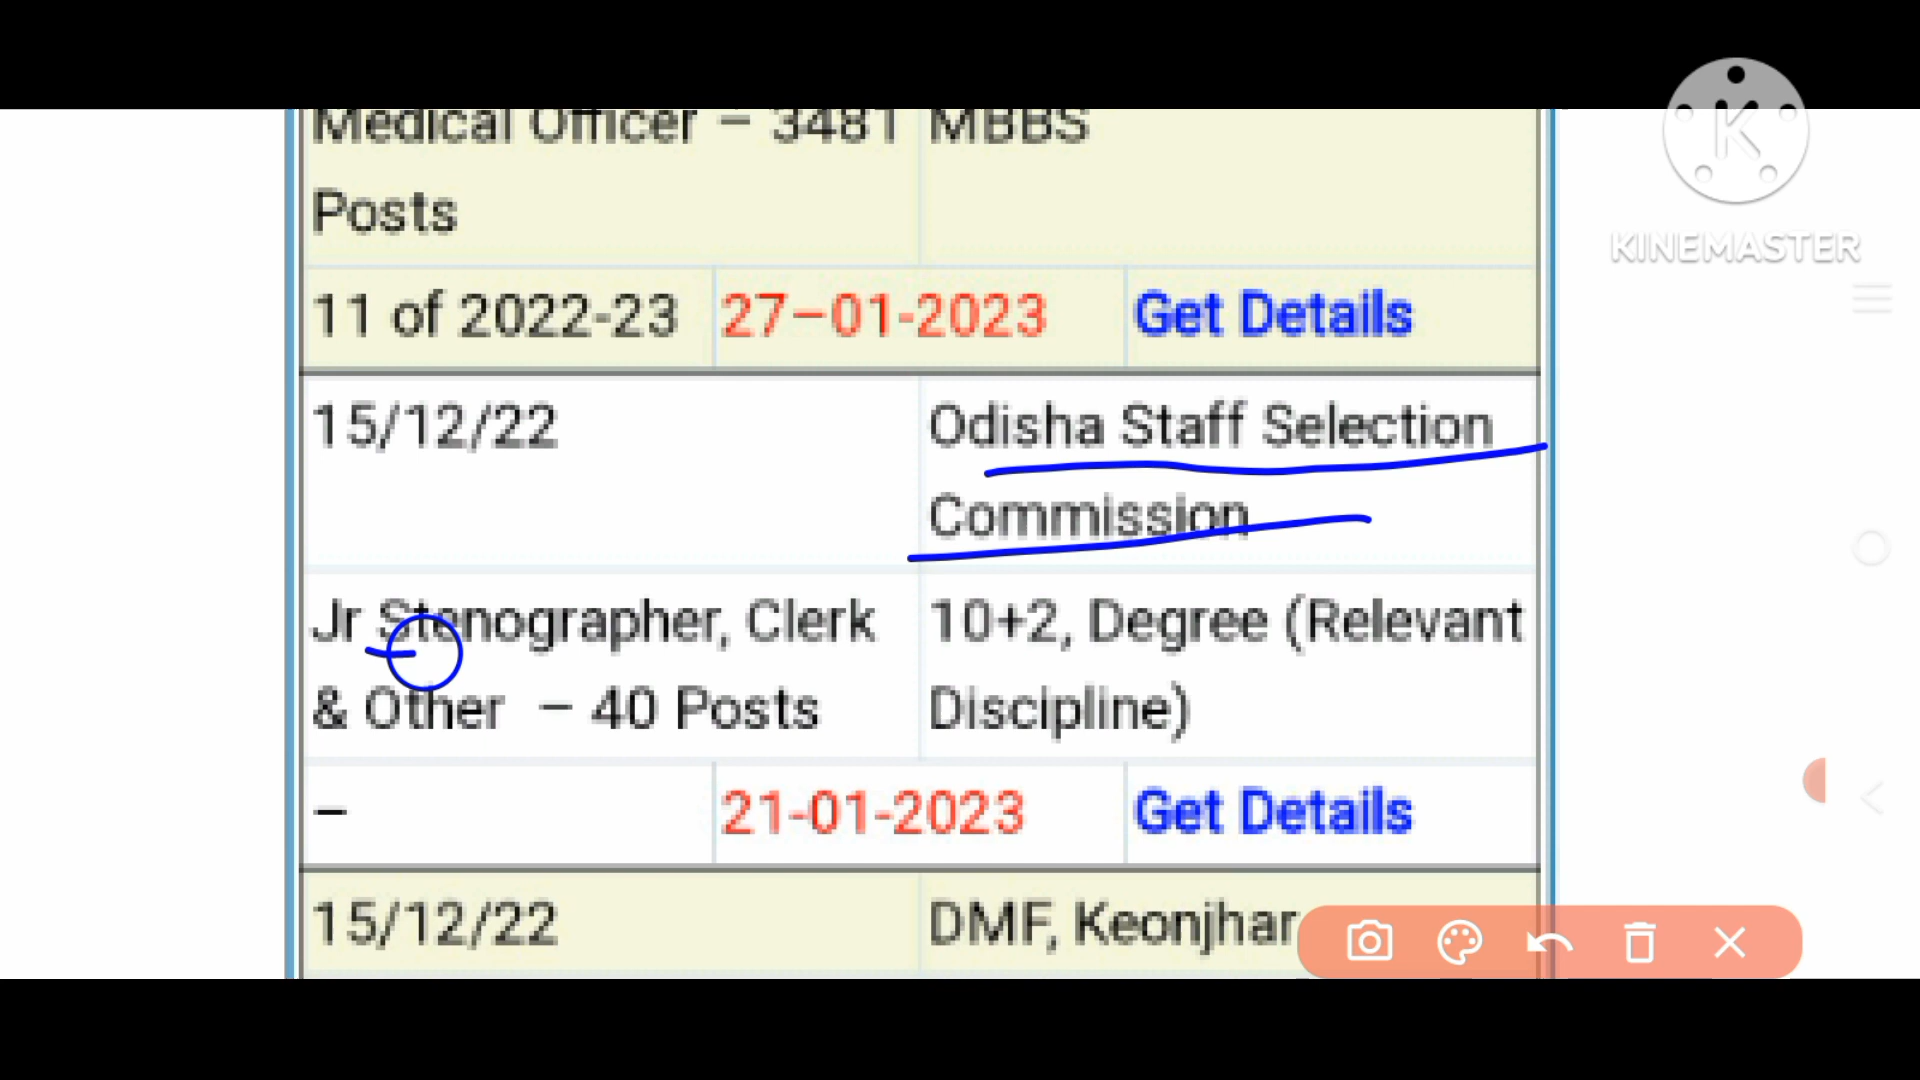 Medical Officer – 3481
Posts
MBBS
11 of 2022-23
27–01-2023
Get Details
15/12/22
Odisha Staff Selection
Commission
Jr Stenographer, Clerk
& Other – 40 Posts
10+2, Degree (Relevant
Discipline)
–
21-01-2023
Get Details
15/12/22
DMF, Keonjhar
K
KINEMASTER